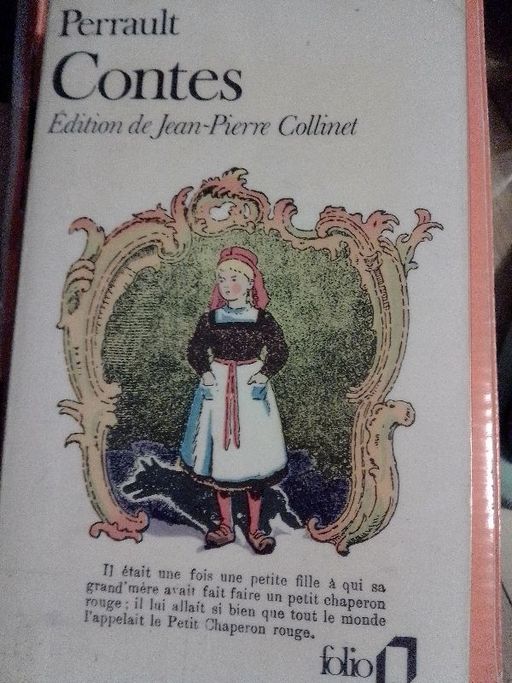 Perrault
Contes
Édition de Jean-Pierre Collinet
Il était une fois une petite fille à qui sa
grand'mère avait fait faire un petit chaperon
rouge ; il lui allait si bien que tout le monde
l'appelait le Petit Chaperon rouge.
folio